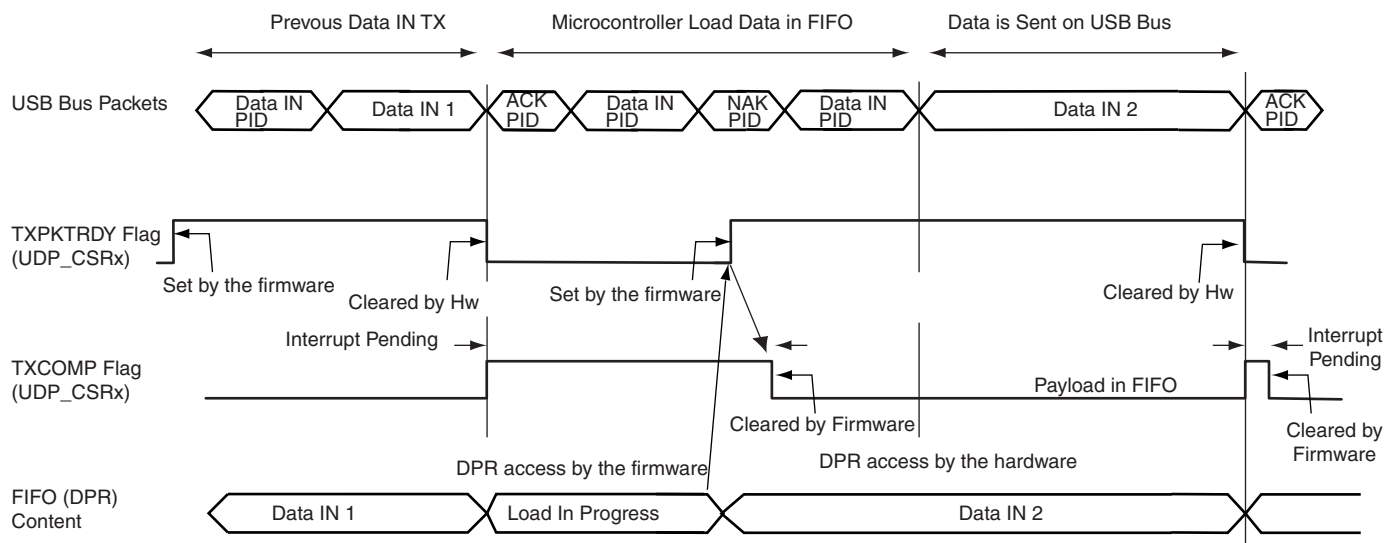 Prevous Data IN TX
Microcontroller Load Data in FIFO
Data is Sent on USB Bus
USB Bus Packets
Data IN
PID
Data IN 1
ACK
PID
Data IN
PID
NAK
PID
Data IN
PID
Data IN 2
ACK
PID
TXPKTRDY Flag
(UDP_CSRx)
Set by the firmware
Cleared by Hw
Set by the firmware
Cleared by Hw
Interrupt Pending
Interrupt
Pending
TXCOMP Flag
(UDP_CSRx)
Payload in FIFO
Cleared by Firmware
Cleared by
Firmware
DPR access by the firmware
DPR access by the hardware
FIFO (DPR)
Content
Data IN 1
Load In Progress
Data IN 2